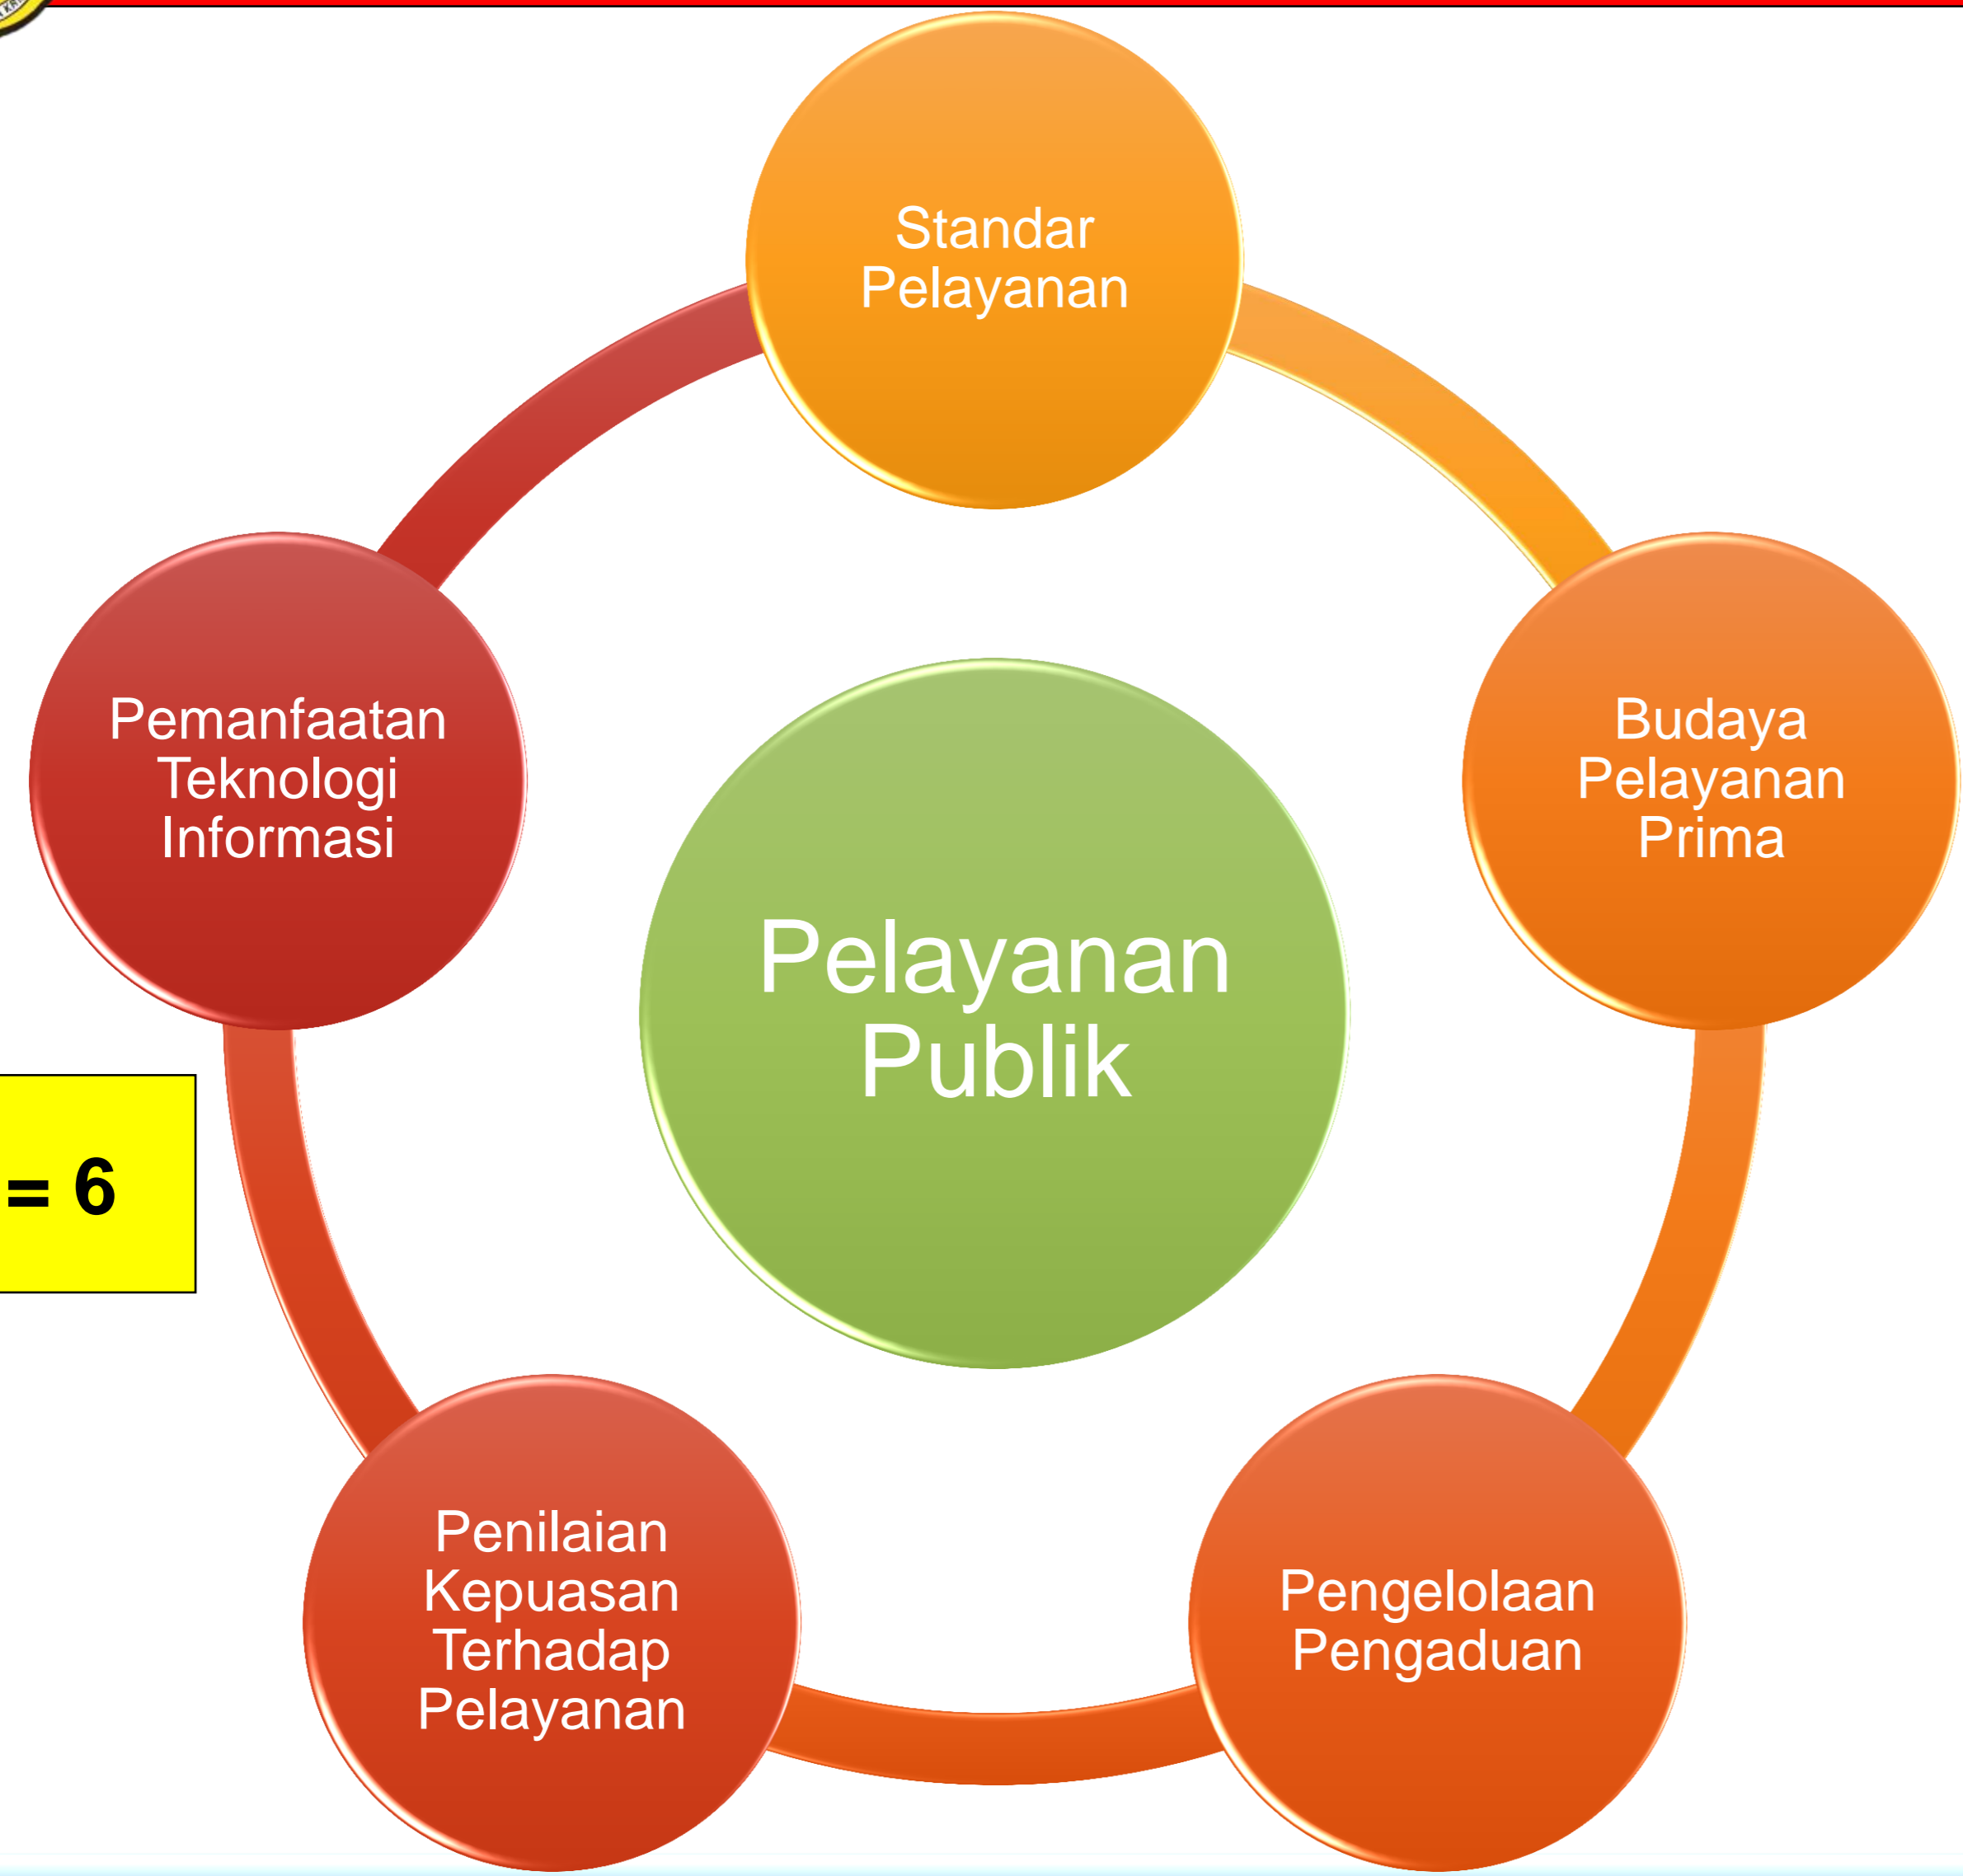 Standar
Pelayanan
Budaya
Pelayanan
Prima
Pengelolaan
Pengaduan
Penilaian
Kepuasan
Terhadap
Pelayanan
Pemanfaatan
Teknologi
Informasi
Pelayanan
Publik
= 6